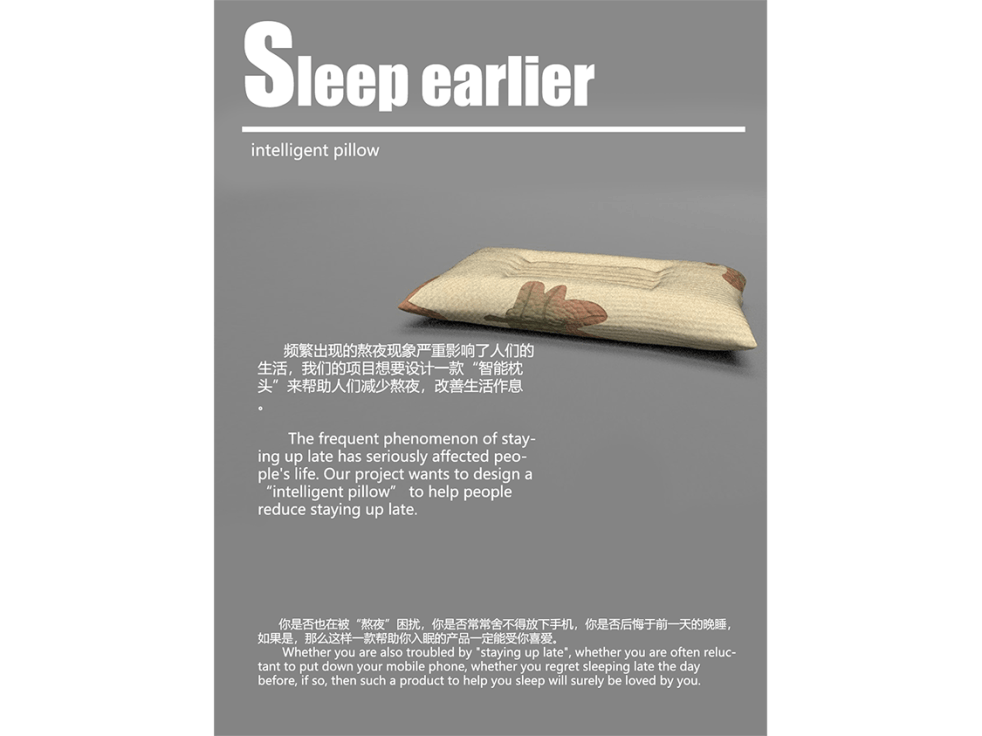 Sleep earlier
intelligent pillow
频繁出现的熬夜现象严重影响了人们的
生活，我们的项目想要设计一款“智能枕
头”来帮助人们减少熬夜，改善生活作息
。
The frequent phenomenon of stay-
ing up late has seriously affected peo-
ple's life. Our project wants to design a
“intelligent pillow” to help people
reduce staying up late.
你是否也在被“熬夜”困扰，你是否常常舍不得放下手机，你是否后悔于前一天的晚睡，
如果是，那么这样一款帮助你入眠的产品一定能受你喜爱。
Whether you are also troubled by "staying up late", whether you are often reluc-
tant to put down your mobile phone, whether you regret sleeping late the day
before, if so, then such a product to help you sleep will surely be loved by you.